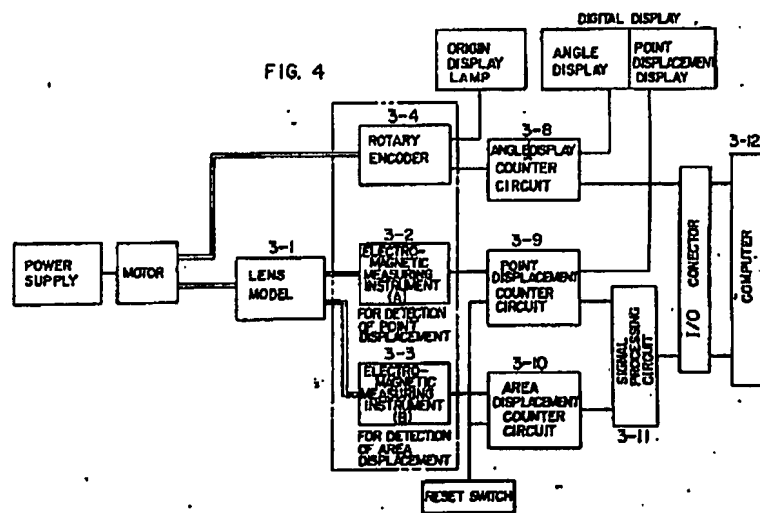 FIG. 4
ORIGIN
DISPLAY
LAMP
DIGITAL DISPLAY
ANGLE
DISPLAY
POINT
DISPLACEMENT
DISPLAY
3-4
ROTARY
ENCODER
3-8
ANGLE DISPLAY
COUNTER
CIRCUIT
3-12
COMPUTER
I/O CONECTOR
POWER
SUPPLY
MOTOR
3-1
LENS
MODEL
3-2
ELECTRO-
MAGNETIC
MEASURING
INSTRUMENT
(A)
FOR DETECTION
OF POINT
DISPLACEMENT
3-9
POINT
DISPLACEMENT
COUNTER
CIRCUIT
3-3
ELECTRO-
MAGNETIC
MEASURING
INSTRUMENT
(B)
FOR DETECTION
OF AREA
DISPLACEMENT
3-10
AREA
DISPLACEMENT
COUNTER
CIRCUIT
SIGNAL
PROCESSING
CIRCUIT
3-11
RESET SWITCH